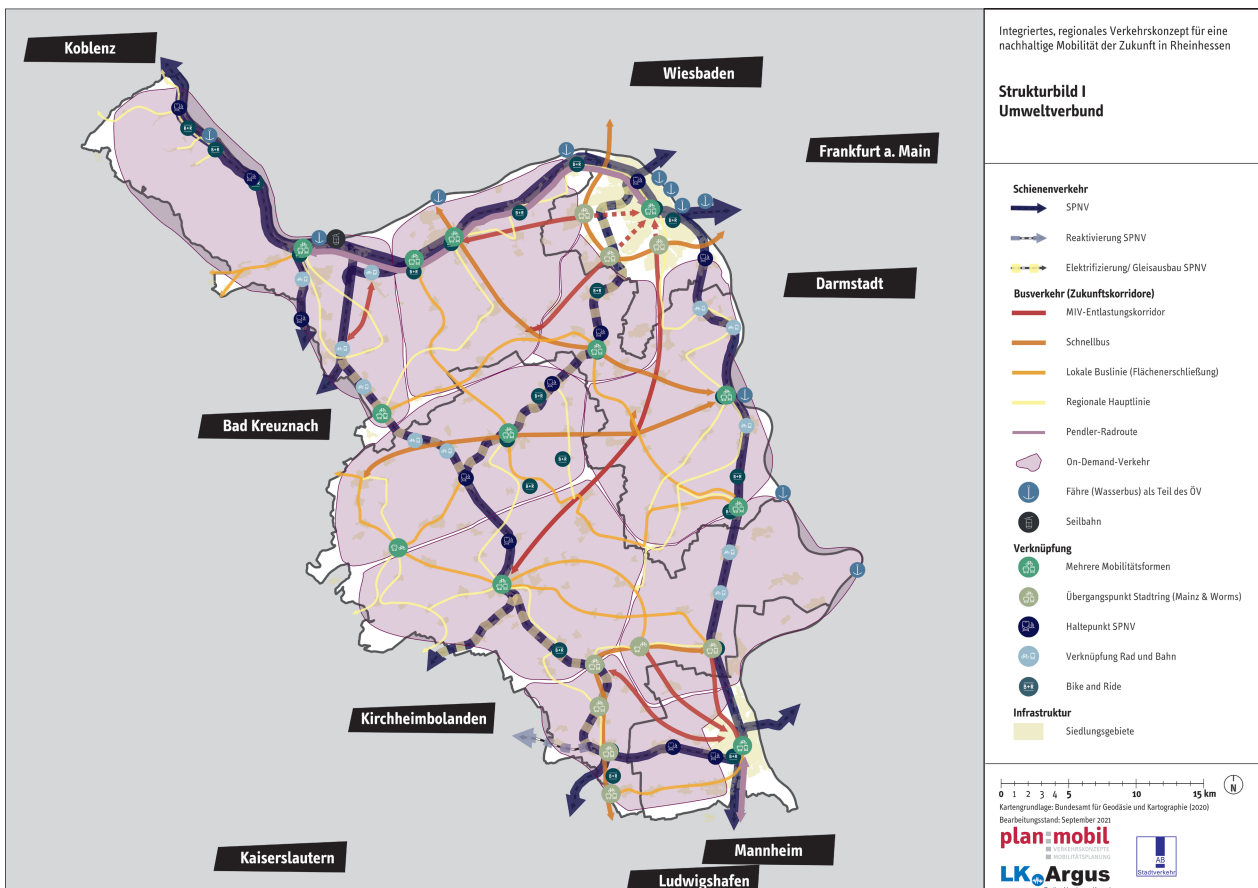 Koblenz
Wiesbaden
Frankfurt a. Main
Darmstadt
Bad Kreuznach
Kirchheimbolanden
Kaiserslautern
Mannheim
Ludwigshafen
Integriertes, regionales Verkehrskonzept für eine
nachhaltige Mobilität der Zukunft in Rheinhessen
Strukturbild I
Umweltverbund
Schienenverkehr
SPNV
Reaktivierung SPNV
Elektrifizierung/ Gleisausbau SPNV
Busverkehr (Zukunftskorridore)
MIV-Entlastungskorridor
Schnellbus
Lokale Buslinie (Flächenerschließung)
Regionale Hauptlinie
Pendler-Radroute
On-Demand-Verkehr
Fähre (Wasserbus) als Teil des ÖV
Seilbahn
Verknüpfung
Mehrere Mobilitätsformen
Übergangspunkt Stadtring (Mainz & Worms)
Haltepunkt SPNV
Verknüpfung Rad und Bahn
B+R Bike and Ride
Infrastruktur
Siedlungsgebiete
0 1 2 3 4 5 10 15 km
N
Kartengrundlage: Bundesamt für Geodäsie und Kartographie (2020)
Bearbeitungsstand: September 2021
plan:mobil
VERKEHRSKONZEPTE
MOBILITÄTSPLANUNG
AB
Stadtverkehr
LK Argus